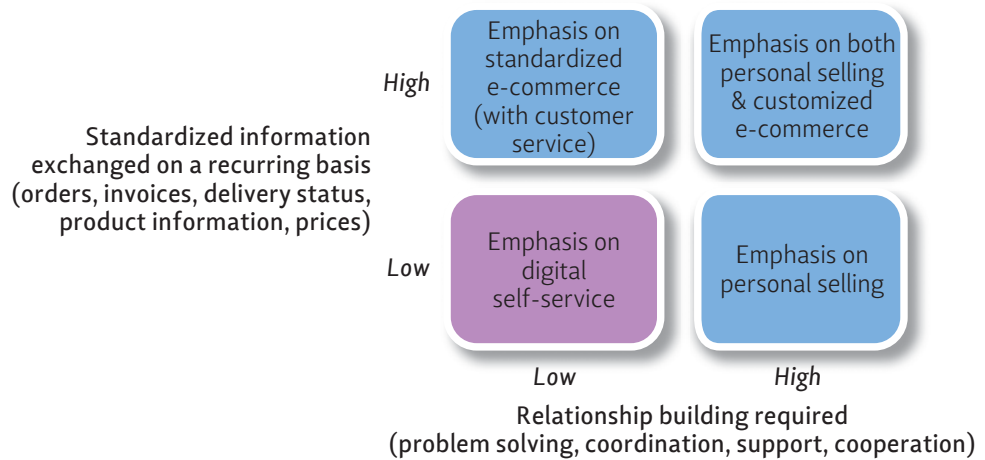 Emphasis on
standardized
e-commerce
(with customer
service)
Emphasis on both
personal selling
& customized
e-commerce
High
Standardized information
exchanged on a recurring basis
(orders, invoices, delivery status,
product information, prices)
Emphasis on
digital
self-service
Emphasis on
personal selling
Low
Low
High
Relationship building required
(problem solving, coordination, support, cooperation)